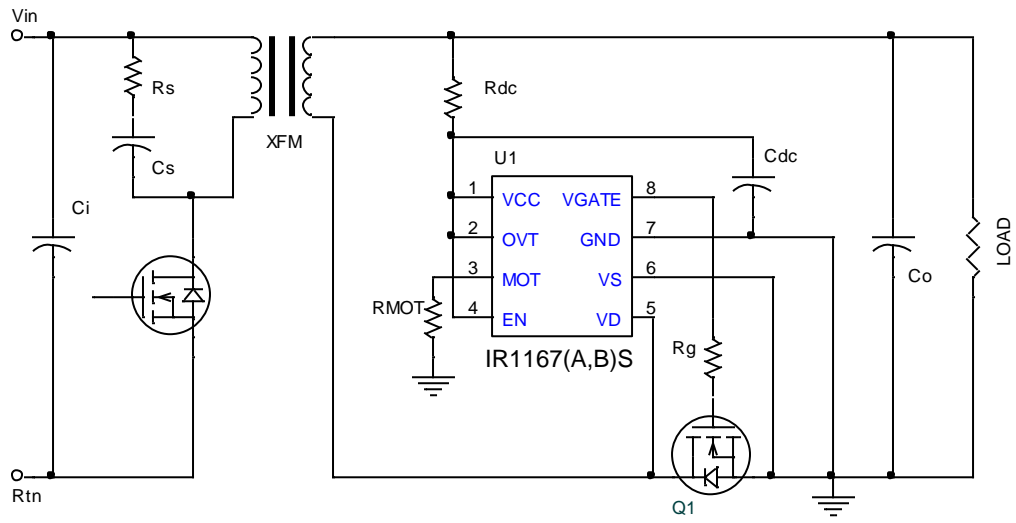 Vin
Rs
Cs
Ci
Rtn
XFM
Rdc
Cdc
U1
1 VCC VGATE 8
2 OVT GND 7
3 MOT VS 6
4 EN VD 5
IR1167(A,B)S
RMOT
Rg
Q1
Co
LOAD